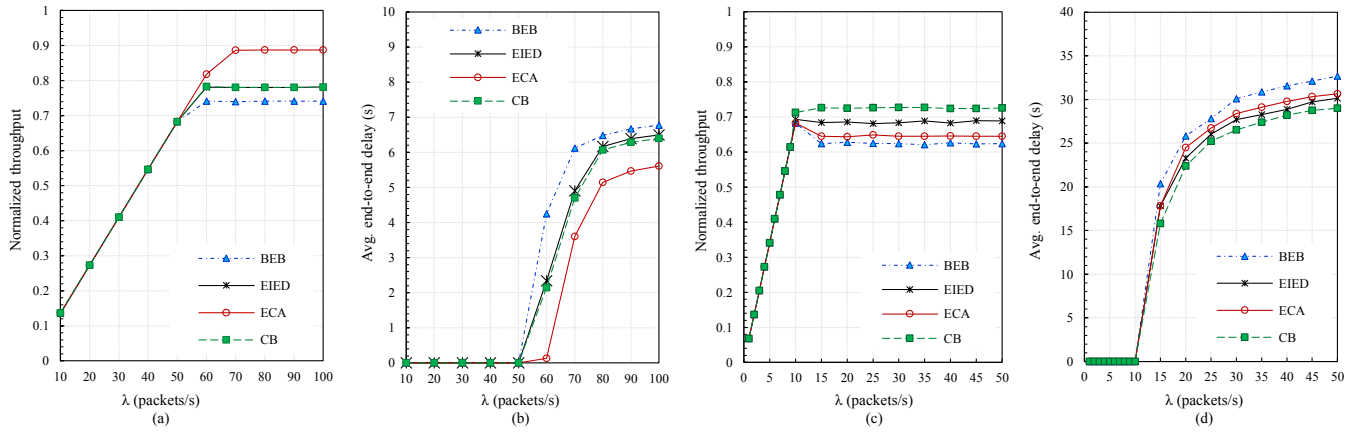 1
0.9
0.8
0.7
0.6
0.5
0.4
0.3
0.2
0.1
0
Normalized throughput
BEB
EIED
ECA
CB
10 20 30 40 50 60 70 80 90 100
λ (packets/s)
(a)
10
9
8
7
6
5
4
3
2
1
0
Avg. end-to-end delay (s)
BEB
EIED
ECA
CB
10 20 30 40 50 60 70 80 90 100
λ (packets/s)
(b)
1
0.9
0.8
0.7
0.6
0.5
0.4
0.3
0.2
0.1
0
Normalized throughput
BEB
EIED
ECA
CB
0 5 10 15 20 25 30 35 40 45 50
λ (packets/s)
(c)
40
35
30
25
20
15
10
5
0
Avg. end-to-end delay (s)
BEB
EIED
ECA
CB
0 5 10 15 20 25 30 35 40 45 50
λ (packets/s)
(d)